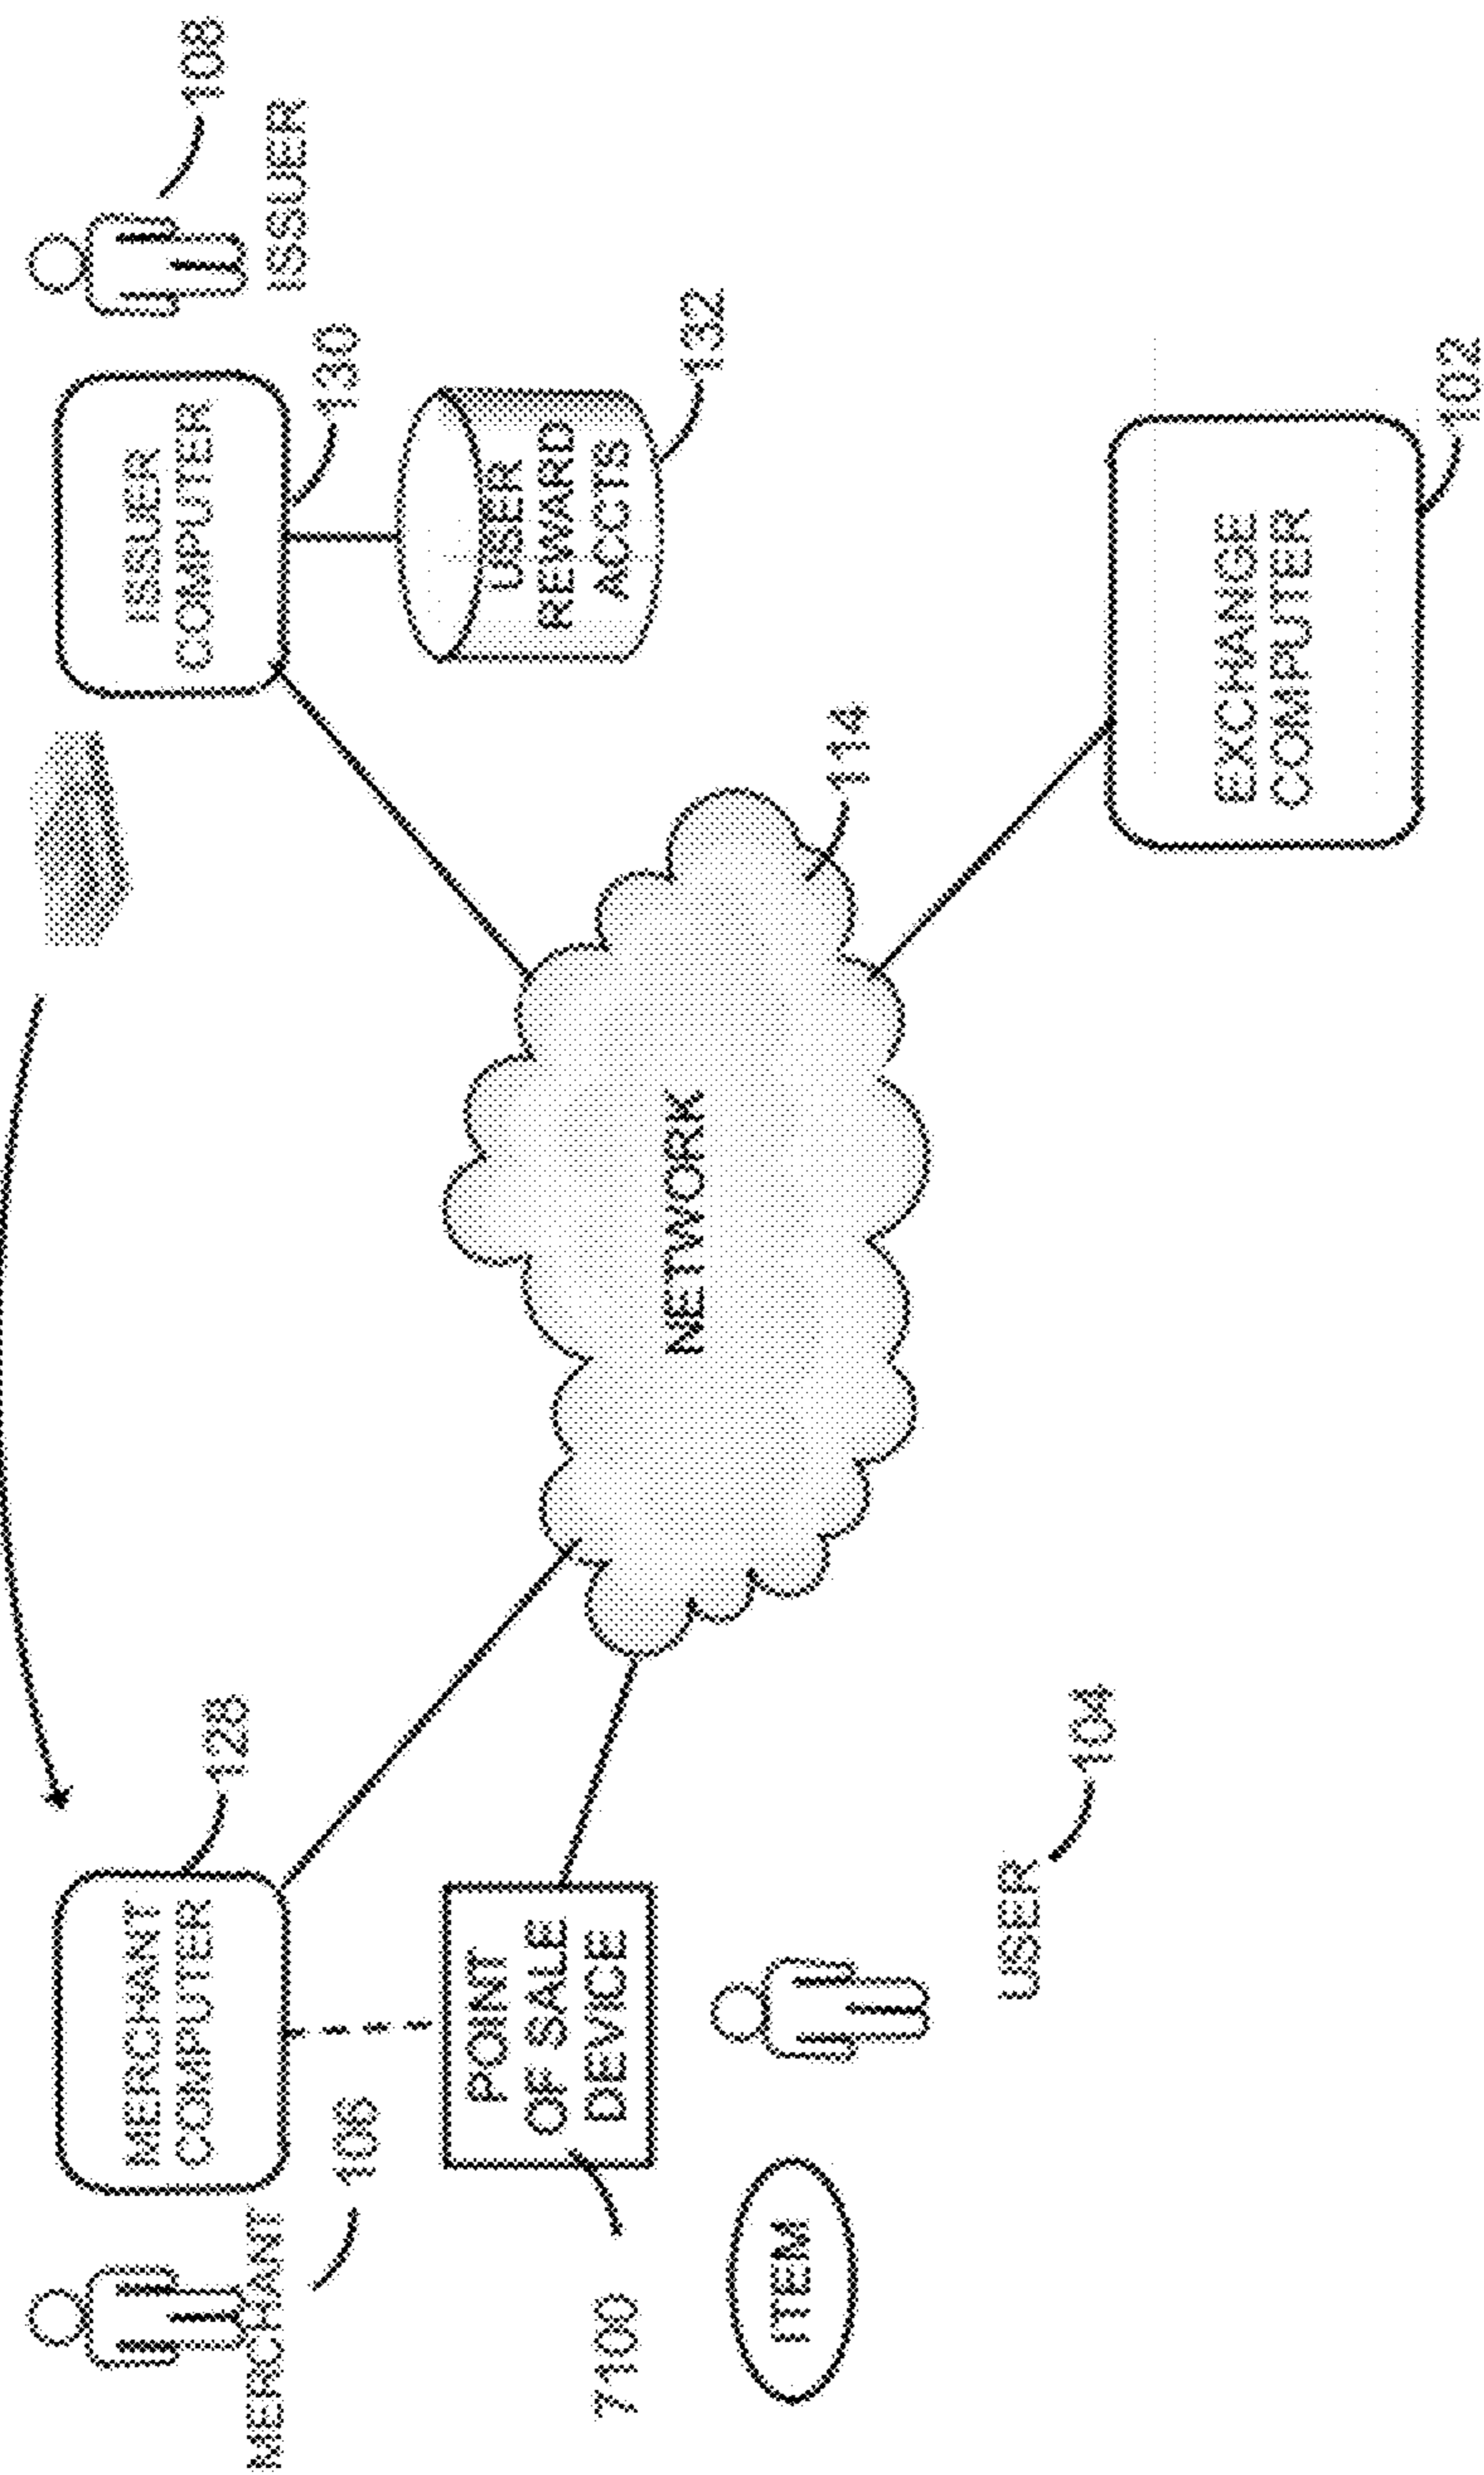 108
ISSUER
ISSUER
COMPUTER
130
USER
REWARD
ACCTS
132
MERCHANT
COMPUTER
128
MERCHANT
106
POINT
OF SALE
DEVICE
7100
ITEM
USER
104
NETWORK
114
EXCHANGE
COMPUTER
102